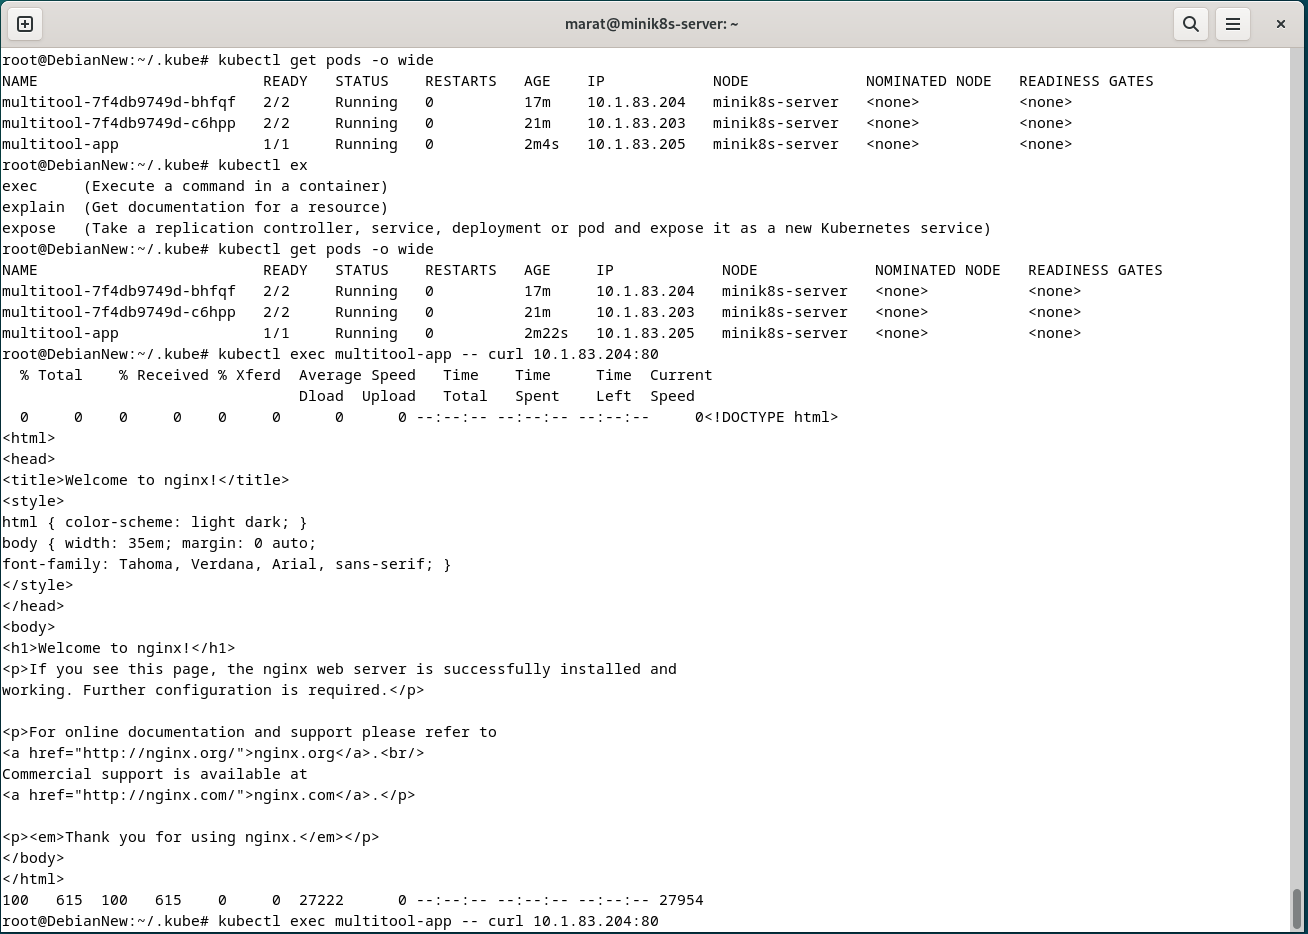 marat@minik8s-server: ~
root@DebianNew:~/.kube# kubectl get pods -o wide
NAME                         READY   STATUS    RESTARTS   AGE    IP            NODE             NOMINATED NODE   READINESS GATES
multitool-7f4db9749d-bhfqf   2/2     Running   0          17m    10.1.83.204   minik8s-server   <none>           <none>
multitool-7f4db9749d-c6hpp   2/2     Running   0          21m    10.1.83.203   minik8s-server   <none>           <none>
multitool-app                1/1     Running   0          2m4s   10.1.83.205   minik8s-server   <none>           <none>
root@DebianNew:~/.kube# kubectl ex
exec     (Execute a command in a container)
explain  (Get documentation for a resource)
expose   (Take a replication controller, service, deployment or pod and expose it as a new Kubernetes service)
root@DebianNew:~/.kube# kubectl get pods -o wide
NAME                         READY   STATUS    RESTARTS   AGE     IP            NODE             NOMINATED NODE   READINESS GATES
multitool-7f4db9749d-bhfqf   2/2     Running   0          17m     10.1.83.204   minik8s-server   <none>           <none>
multitool-7f4db9749d-c6hpp   2/2     Running   0          21m     10.1.83.203   minik8s-server   <none>           <none>
multitool-app                1/1     Running   0          2m22s   10.1.83.205   minik8s-server   <none>           <none>
root@DebianNew:~/.kube# kubectl exec multitool-app -- curl 10.1.83.204:80
  % Total    % Received % Xferd  Average Speed   Time    Time     Time  Current
                                 Dload  Upload   Total   Spent    Left  Speed
  0     0    0     0    0     0      0      0 --:--:-- --:--:-- --:--:--     0<!DOCTYPE html>
<html>
<head>
<title>Welcome to nginx!</title>
<style>
html { color-scheme: light dark; }
body { width: 35em; margin: 0 auto;
font-family: Tahoma, Verdana, Arial, sans-serif; }
</style>
</head>
<body>
<h1>Welcome to nginx!</h1>
<p>If you see this page, the nginx web server is successfully installed and
working. Further configuration is required.</p>

<p>For online documentation and support please refer to
<a href="http://nginx.org/">nginx.org</a>.<br/>
Commercial support is available at
<a href="http://nginx.com/">nginx.com</a>.</p>

<p><em>Thank you for using nginx.</em></p>
</body>
</html>
100   615  100   615    0     0  27222      0 --:--:-- --:--:-- --:--:-- 27954
root@DebianNew:~/.kube# kubectl exec multitool-app -- curl 10.1.83.204:80